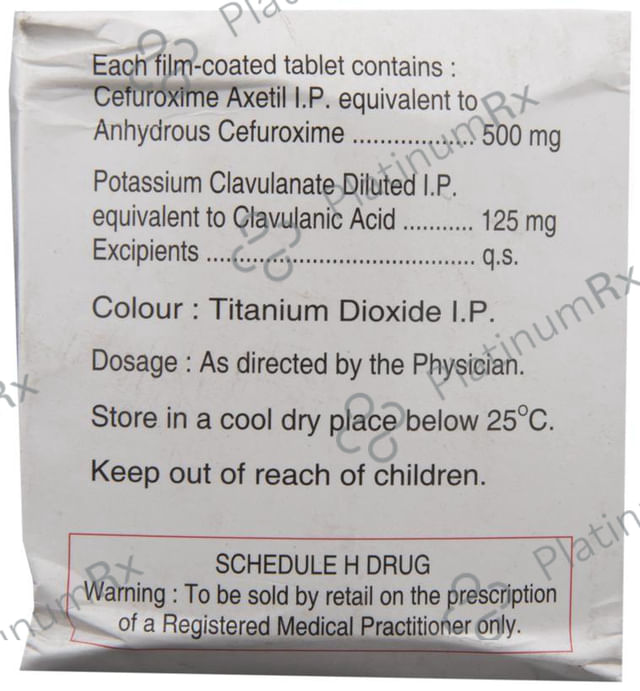 Each film-coated tablet contains :
Cefuroxime Axetil I.P. equivalent to
Anhydrous Cefuroxime .................. 500 mg
Potassium Clavulanate Diluted I.P.
equivalent to Clavulanic Acid ........... 125 mg
Excipients ....................................... q.s.
Colour : Titanium Dioxide I.P.
Dosage : As directed by the Physician.
Store in a cool dry place below 25°C.
Keep out of reach of children.
SCHEDULE H DRUG
Warning : To be sold by retail on the prescription
of a Registered Medical Practitioner only.
PlatinumRx
PlatinumRx